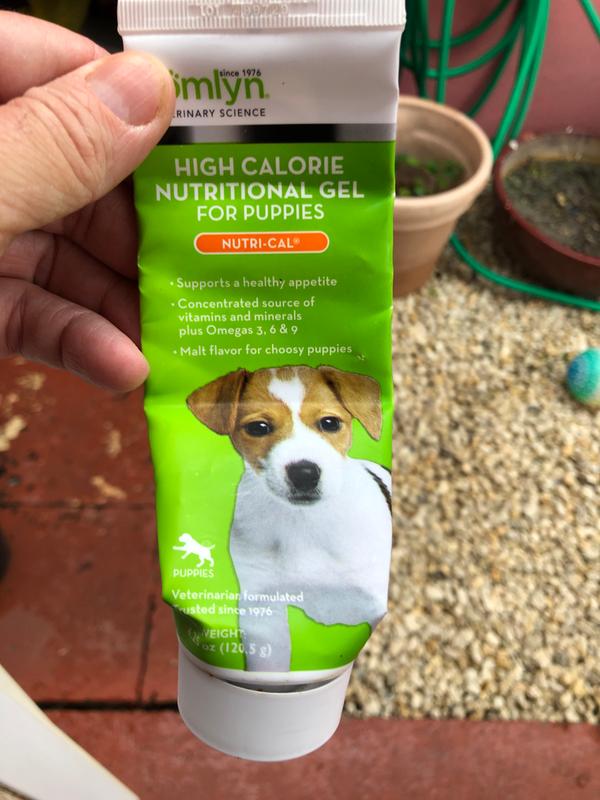 since 1976
ömlyn®
ERINARY SCIENCE
HIGH CALORIE
NUTRITIONAL GEL
FOR PUPPIES
NUTRI-CAL®
• Supports a healthy appetite
• Concentrated source of
vitamins and minerals
plus Omegas 3, 6 & 9
• Malt flavor for choosy puppies
PUPPIES
Veterinarian formulated
Trusted since 1976
WEIGHT:
oz (120.5 g)